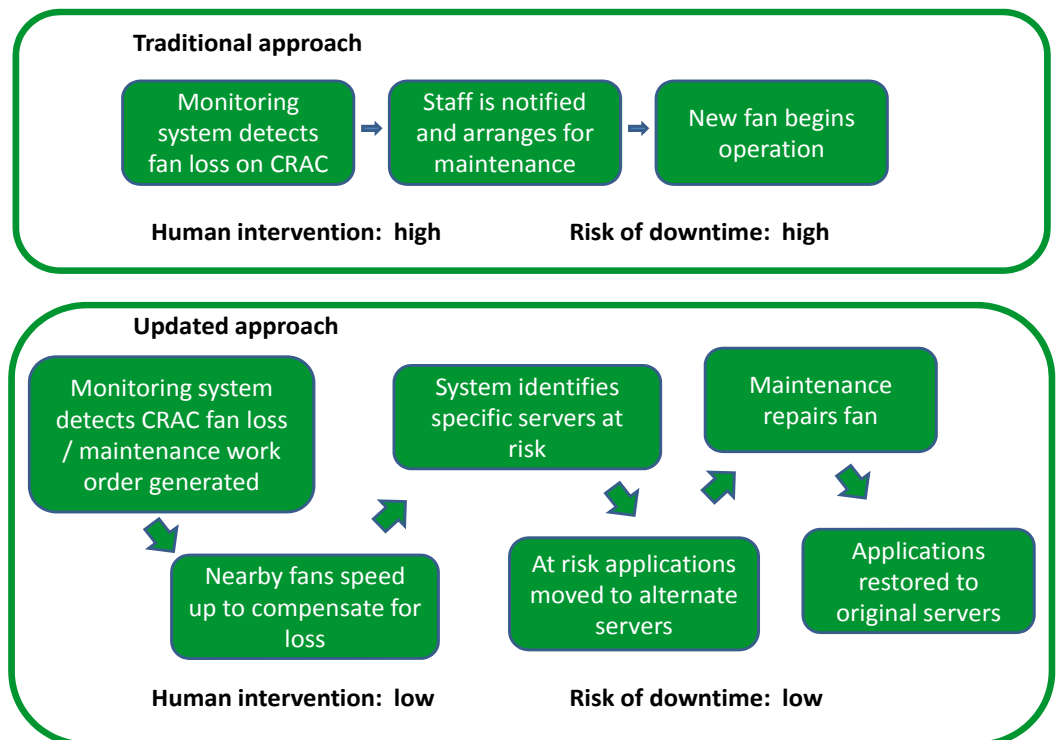 Traditional approach
Monitoring
system detects
fan loss on CRAC
Staff is notified
and arranges for
maintenance
New fan begins
operation
Human intervention:  high
Risk of downtime:  high
Updated approach
Monitoring system
detects CRAC fan loss
/ maintenance work
order generated
Nearby fans speed
up to compensate for
loss
System identifies
specific servers at
risk
At risk applications
moved to alternate
servers
Maintenance
repairs fan
Applications
restored to
original servers
Human intervention:  low
Risk of downtime:  low